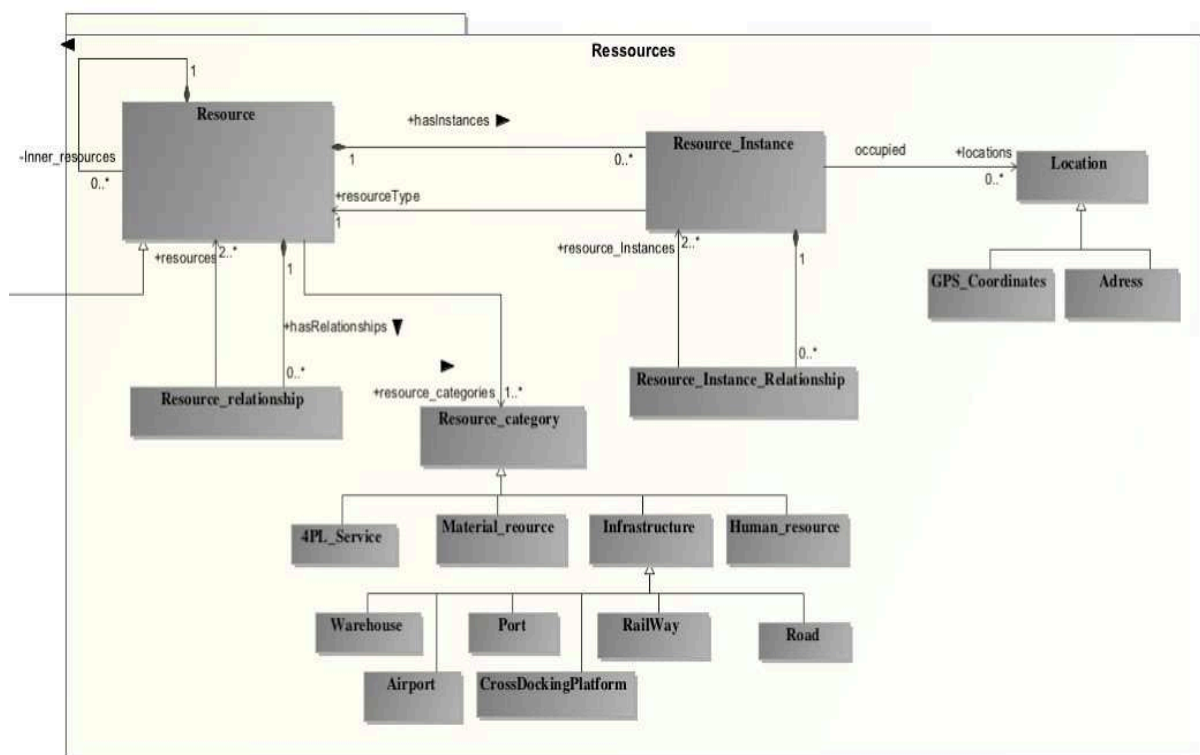 Ressources
1
Resource
+hasInstances
Resource_Instance
occupied
+locations
Location
-Inner_resources
0..*
1
0..*
0..*
+resourceType
1
+resources
2..*
1
+resource_Instances
2..*
1
GPS_Coordinates
Adress
+hasRelationships
0..*
0..*
Resource_relationship
+resource_categories
1..*
Resource_Instance_Relationship
Resource_category
4PL_Service
Material_reource
Infrastructure
Human_resource
Warehouse
Port
RailWay
Road
Airport
CrossDockingPlatform